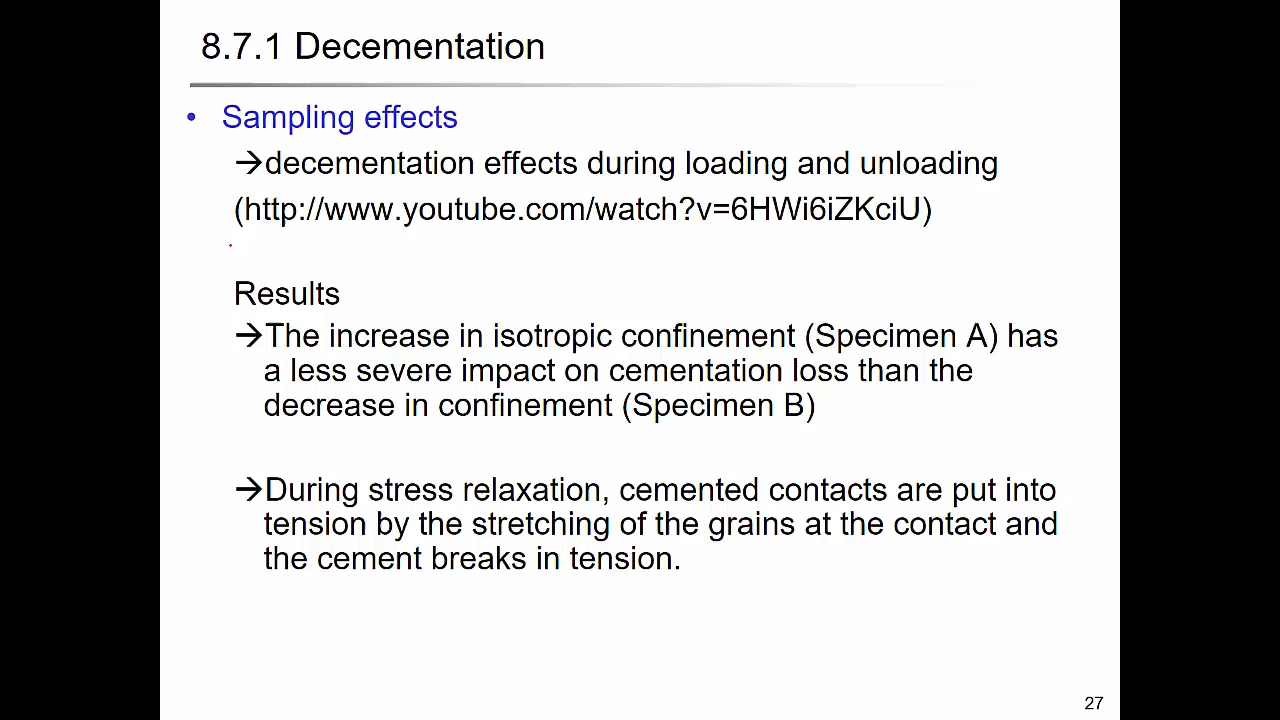 8.7.1 Decementation
• Sampling effects
→decementation effects during loading and unloading
(http://www.youtube.com/watch?v=6HWi6iZKciU)
Results
→The increase in isotropic confinement (Specimen A) has
a less severe impact on cementation loss than the
decrease in confinement (Specimen B)
→During stress relaxation, cemented contacts are put into
tension by the stretching of the grains at the contact and
the cement breaks in tension.
27